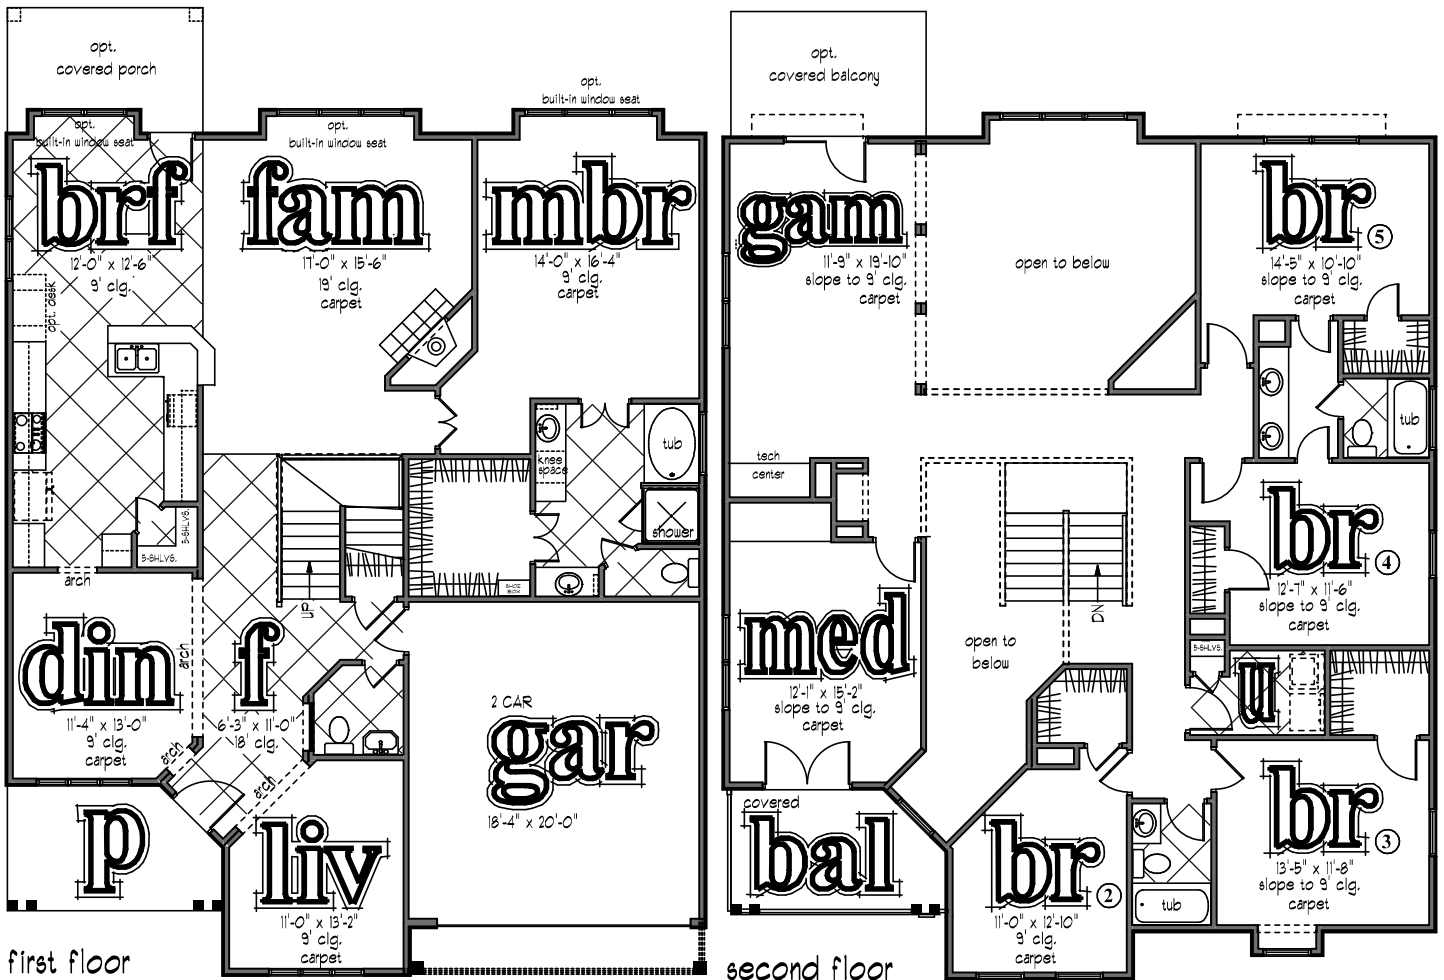 opt.
covered porch
opt.
built-in window seat
opt.
built-in window seat
opt.
built-in window seat
brf
12'-0" x 12'-6"
9' clg.
fam
17'-0" x 15'-6"
19' clg.
carpet
mbr
14'-0" x 16'-4"
9' clg.
carpet
opt. desk
tub
knee
space
shower
5-SHLVS.
5-SHLVS.
SHOE
BOX
arch
UP
din
11'-4" x 13'-0"
9' clg.
carpet
arch
f
6'-3" x 11'-0"
18' clg.
arch
arch
2 CAR
gar
18'-4" x 20'-0"
p
liv
11'-0" x 13'-2"
9' clg.
carpet
first floor
opt.
covered balcony
gam
11'-9" x 19'-10"
slope to 9' clg.
carpet
open to below
br
5
14'-5" x 10'-10"
slope to 9' clg.
carpet
tub
tech
center
br
4
12'-7" x 11'-6"
slope to 9' clg.
carpet
med
12'-1" x 15'-2"
slope to 9' clg.
carpet
open to
below
DN
5-SHLVS.
u
covered
bal
br
2
11'-0" x 12'-10"
9' clg.
carpet
tub
br
3
13'-5" x 11'-8"
slope to 9' clg.
carpet
second floor